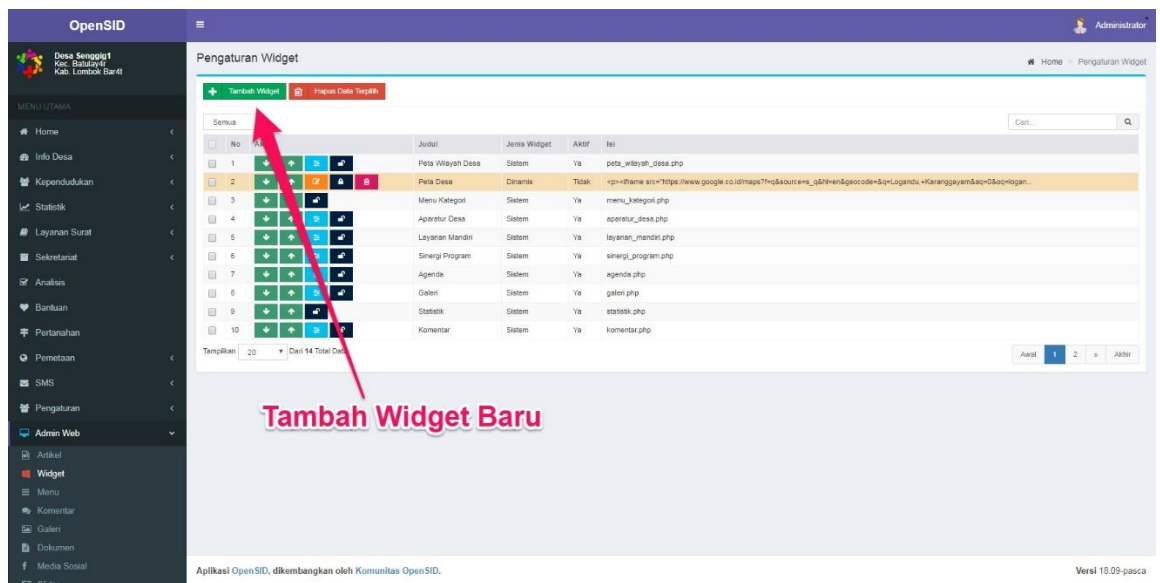 OpenSID
Administrator
Desa Senggig1
Kec. Batulay4r
Kab. Lombok Bar4t
MENU UTAMA
Home
Info Desa
Kependudukan
Statistik
Layanan Surat
Sekretariat
Analisis
Bantuan
Pertanahan
Pemetaan
SMS
Pengaturan
Admin Web
Artikel
Widget
Menu
Komentar
Galeri
Dokumen
Media Sosial
Pengaturan Widget
Home Pengaturan Widget
Tambah Widget Hapus Data Terpilih
Semua Cari...
No Judul Jenis Widget Aktif Isi
1 Peta Wilayah Desa Sistem Ya peta_wilayah_desa.php
2 Peta Desa Dinamis Tidak <p><iframe src="https://www.google.co.id/maps?f=q&source=s_q&hl=en&geocode=&q=Logandu,+Karanggayam&aq=0&oq=logan...
3 Menu Kategori Sistem Ya menu_kategori.php
4 Aparatur Desa Sistem Ya aparatur_desa.php
5 Layanan Mandiri Sistem Ya layanan_mandiri.php
6 Sinergi Program Sistem Ya sinergi_program.php
7 Agenda Sistem Ya agenda.php
8 Galeri Sistem Ya galeri.php
9 Statistik Sistem Ya statistik.php
10 Komentar Sistem Ya komentar.php
Tampilkan 20 Dari 14 Total Data
Awal 1 2 » Akhir
Tambah Widget Baru
Aplikasi OpenSID, dikembangkan oleh Komunitas OpenSID.
Versi 18.09-pasca